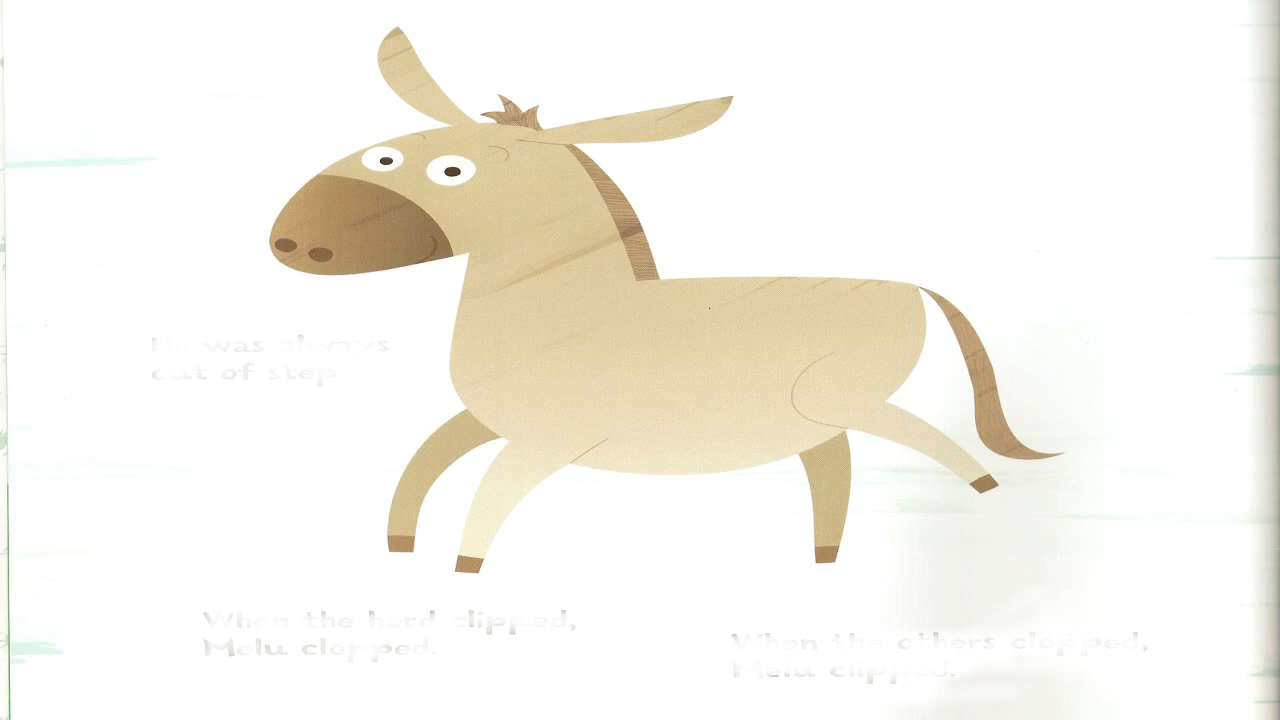 He was always
out of step
When the herd clipped,
Melu clopped.
When the others clopped,
Melu clipped.